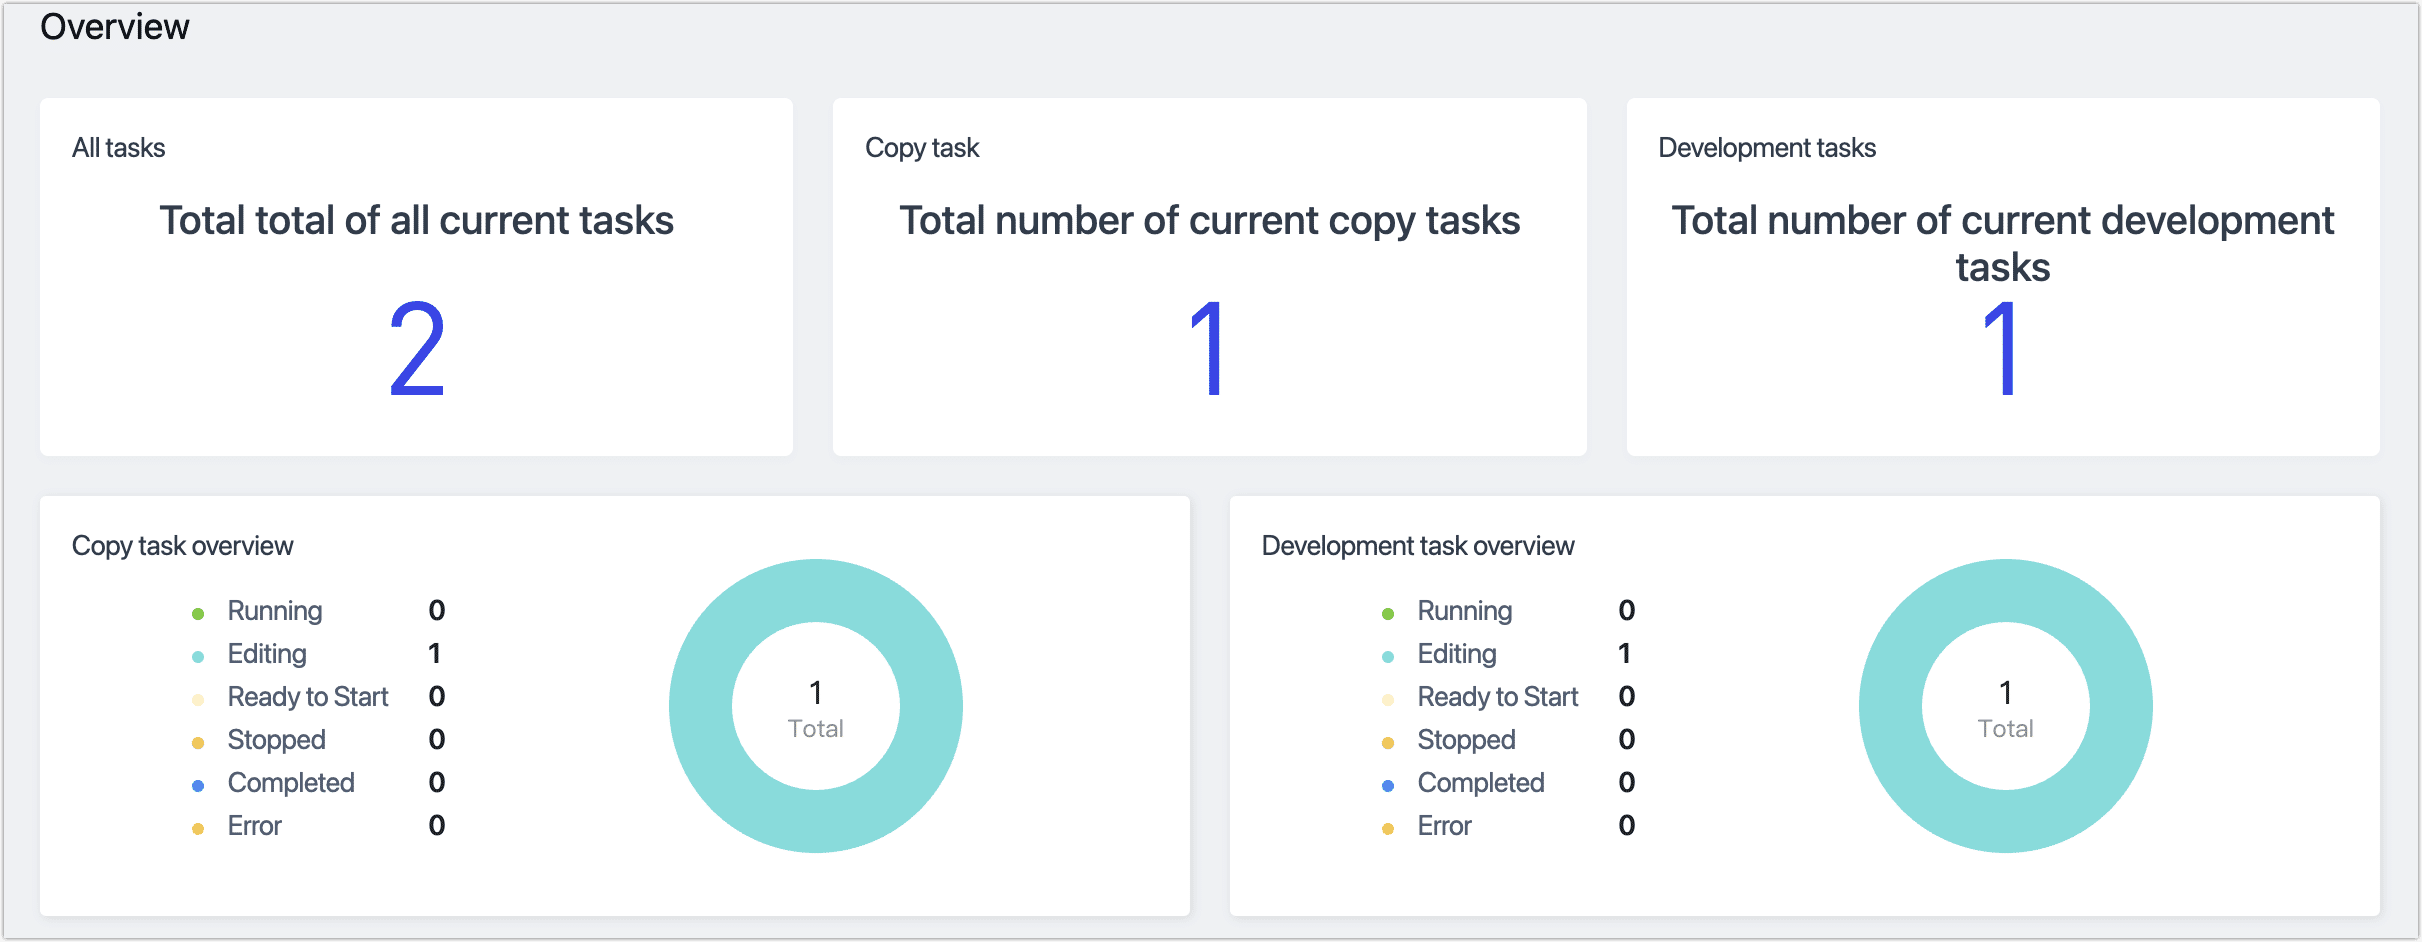 Overview
All tasks
Total total of all current tasks
2
Copy task
Total number of current copy tasks
1
Development tasks
Total number of current development
tasks
1
Copy task overview
Running 0
Editing 1
Ready to Start 0
Stopped 0
Completed 0
Error 0
1
Total
Development task overview
Running 0
Editing 1
Ready to Start 0
Stopped 0
Completed 0
Error 0
1
Total